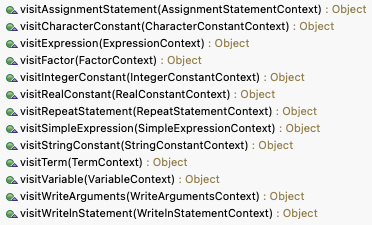 visitAssignmentStatement(AssignmentStatementContext) : Object
visitCharacterConstant(CharacterConstantContext) : Object
visitExpression(ExpressionContext) : Object
visitFactor(FactorContext) : Object
visitIntegerConstant(IntegerConstantContext) : Object
visitRealConstant(RealConstantContext) : Object
visitRepeatStatement(RepeatStatementContext) : Object
visitSimpleExpression(SimpleExpressionContext) : Object
visitStringConstant(StringConstantContext) : Object
visitTerm(TermContext) : Object
visitVariable(VariableContext) : Object
visitWriteArguments(WriteArgumentsContext) : Object
visitWritelnStatement(WritelnStatementContext) : Object